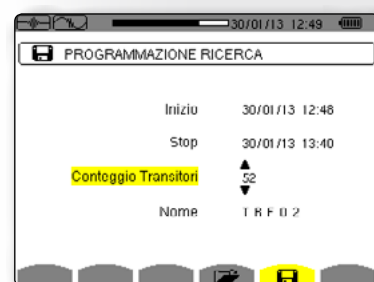 30/01/13 12:49
PROGRAMMAZIONE RICERCA
Inizio 30/01/13 12:48
Stop 30/01/13 13:40
Conteggio Transitori 52
Nome T R F 0 2